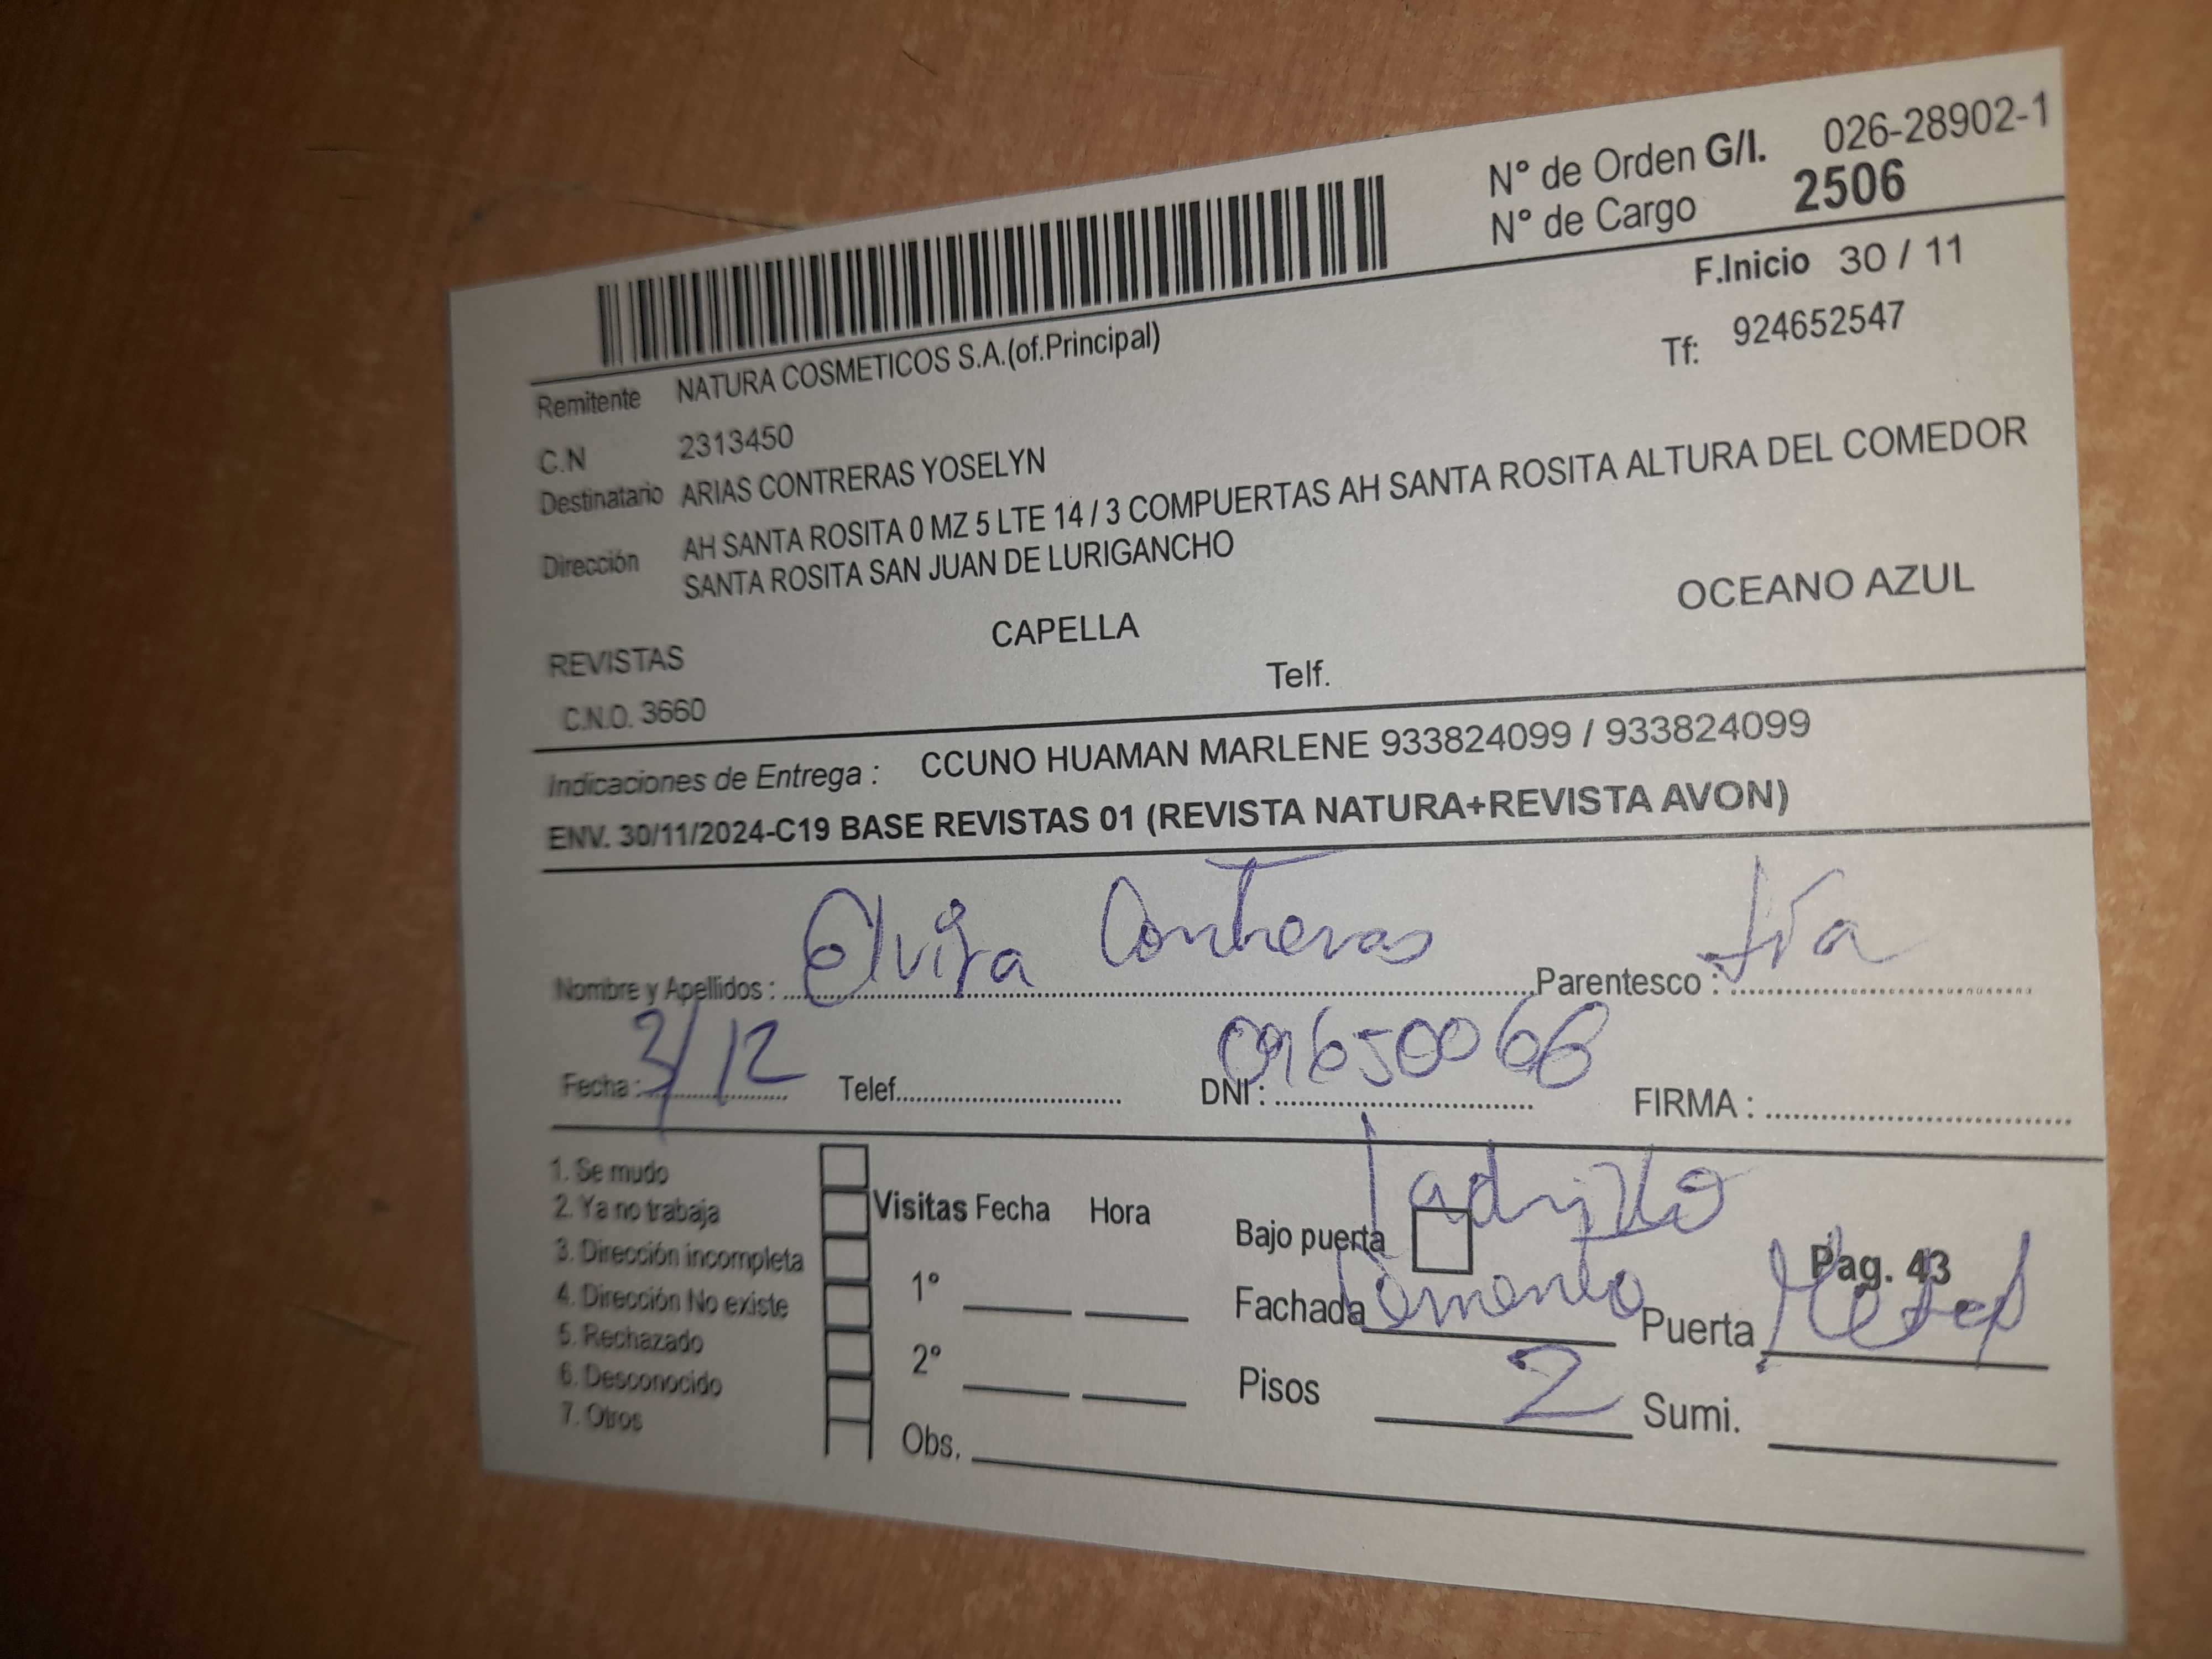 N° de Orden G/I. 026-28902-1
N° de Cargo 2506
F.Inicio 30 / 11
Remitente NATURA COSMETICOS S.A.(of.Principal)
Tf: 924652547
C.N 2313450
Destinatario ARIAS CONTRERAS YOSELYN
Dirección AH SANTA ROSITA 0 MZ 5 LTE 14 / 3 COMPUERTAS AH SANTA ROSITA ALTURA DEL COMEDOR
SANTA ROSITA SAN JUAN DE LURIGANCHO
REVISTAS CAPELLA OCEANO AZUL
C.N.O. 3660 Telf.
Indicaciones de Entrega : CCUNO HUAMAN MARLENE 933824099 / 933824099
ENV. 30/11/2024-C19 BASE REVISTAS 01 (REVISTA NATURA+REVISTA AVON)
Nombre y Apellidos : Elvira Contreras Parentesco : tía
Fecha : 3/12 Telef. DNI : 09650066 FIRMA :
1. Se mudo
2. Ya no trabaja
3. Dirección incompleta
4. Dirección No existe
5. Rechazado
6. Desconocido
7. Otros
Visitas Fecha Hora
1°
2°
Obs.
ladrillo
Bajo puerta Pag. 43
Fachada Cemento Puerta Metal
Pisos 2 Sumi.